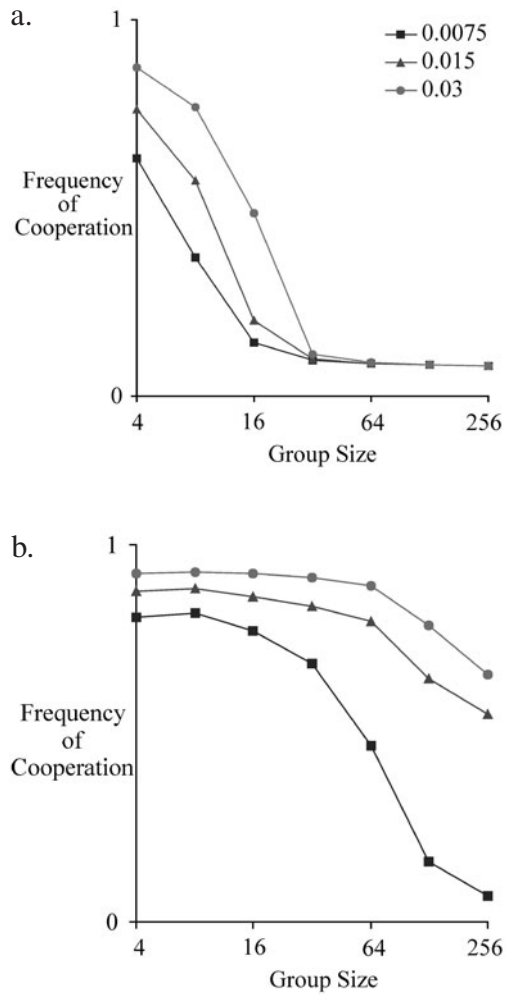 a.
1
0.0075
0.015
0.03
Frequency
of
Cooperation
0
4 16 64 256
Group Size
b.
1
Frequency
of
Cooperation
0
4 16 64 256
Group Size